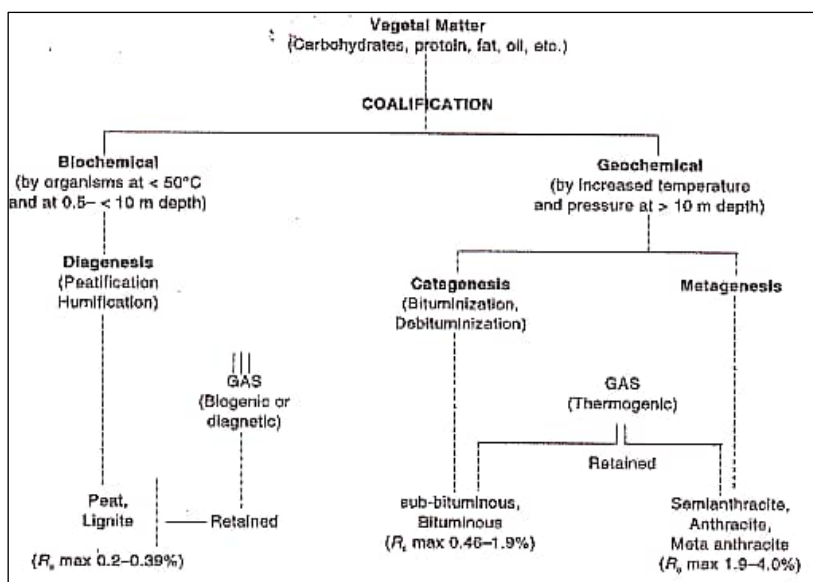 Vegetal Matter
(Carbohydrates, protein, fat, oil, etc.)
COALIFICATION
Biochemical
(by organisms at < 50°C
and at 0.5– < 10 m depth)
Geochemical
(by increased temperature
and pressure at > 10 m depth)
Diagenesis
(Peatification
Humification)
Catagenesis
(Bituminization,
Debituminization)
Metagenesis
GAS
(Biogenic or
diagnetic)
GAS
(Thermogenic)
Retained
Peat,
Lignite
Retained
(Ro max 0.2–0.39%)
sub-bituminous,
Bituminous
(Ro max 0.46–1.9%)
Semianthracite,
Anthracite,
Meta anthracite
(Ro max 1.9–4.0%)